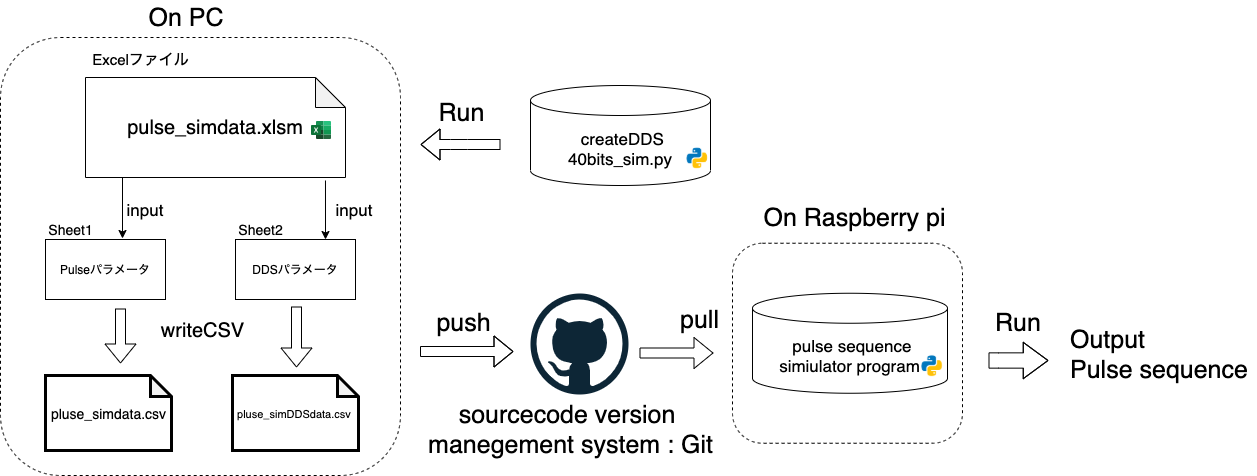 On PC
Excelファイル
pulse_simdata.xlsm
input
input
Sheet1
Sheet2
Pulseパラメータ
DDSパラメータ
writeCSV
pluse_simdata.csv
pluse_simDDSdata.csv
Run
createDDS
40bits_sim.py
push
sourcecode version
manegement system : Git
pull
On Raspberry pi
pulse sequence
simiulator program
Run
Output
Pulse sequence